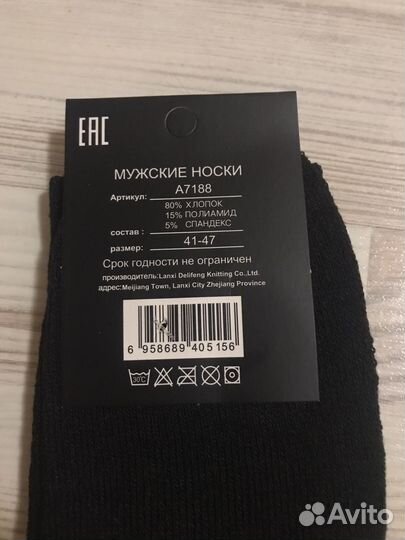 EAC
МУЖСКИЕ НОСКИ
Артикул: А7188
80% ХЛОПОК
15% ПОЛИАМИД
состав : 5% СПАНДЕКС
размер: 41-47
Срок годности не ограничен
производитель:Lanxi Delifeng Knitting Co.,Ltd.
адрес:Meijiang Town, Lanxi City Zhejiang Province
6 958689 405156
30°C
Avito